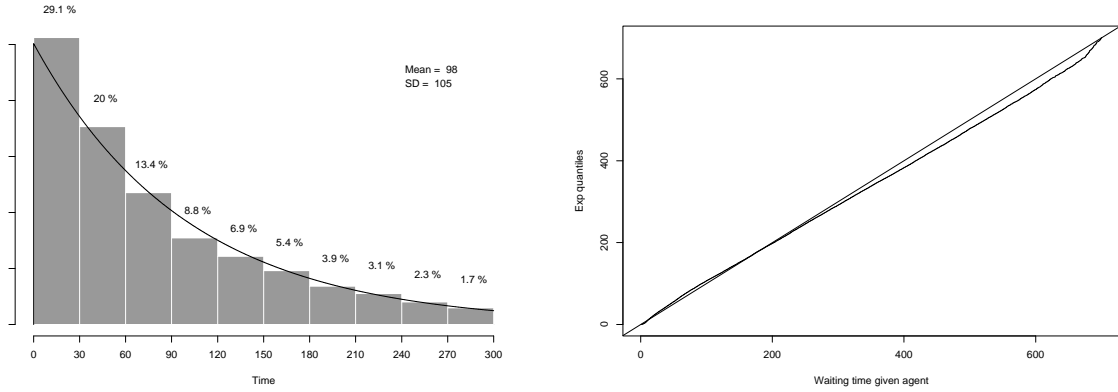 29.1 %
20 %
13.4 %
8.8 %
6.9 %
5.4 %
3.9 %
3.1 %
2.3 %
1.7 %
Mean = 98
SD = 105
0 30 60 90 120 150 180 210 240 270 300
Time
600
400
200
0
Exp quantiles
0 200 400 600
Waiting time given agent